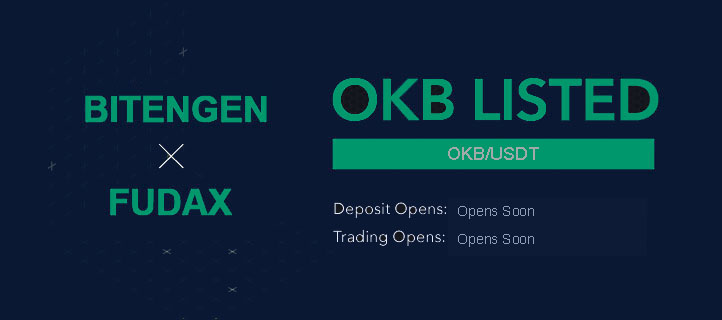 BITENGEN
FUDAX
OKB LISTED
OKB/USDT
Deposit Opens: Opens Soon
Trading Opens: Opens Soon